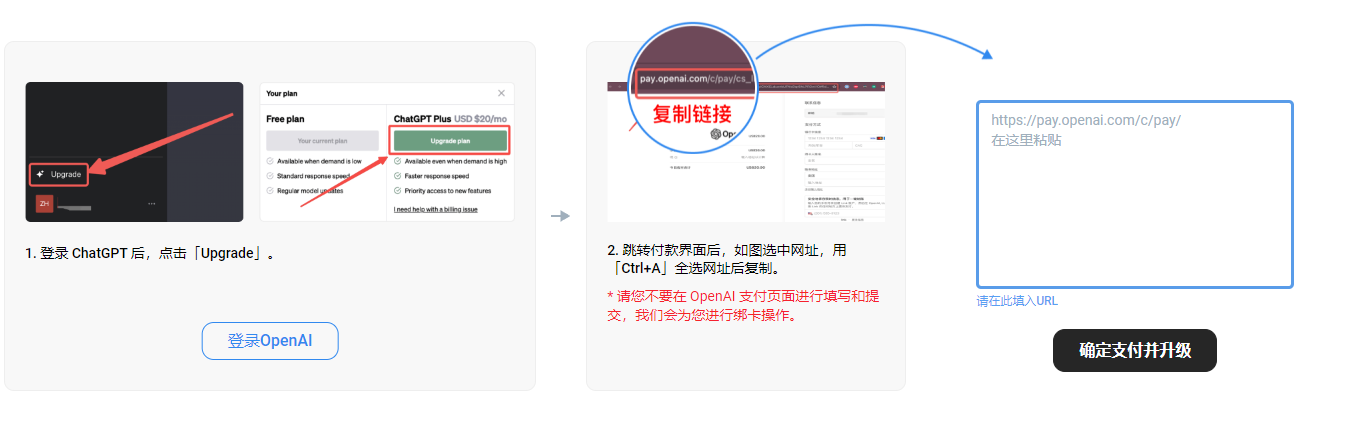 Upgrade
ZH
Your plan
Free plan
ChatGPT Plus USD $20/mo
Your current plan
Upgrade plan
Available when demand is low
Available even when demand is high
Standard response speed
Faster response speed
Regular model updates
Priority access to new features
I need help with a billing issue
1. 登录 ChatGPT 后，点击「Upgrade」。
登录OpenAI
pay.openai.com/c/pay/cs_l
复制链接
2. 跳转付款界面后，如图选中网址，用
「Ctrl+A」全选网址后复制。
* 请您不要在 OpenAI 支付页面进行填写和提
交，我们会为您进行绑卡操作。
https://pay.openai.com/c/pay/
在这里粘贴
请在此填入URL
确定支付并升级